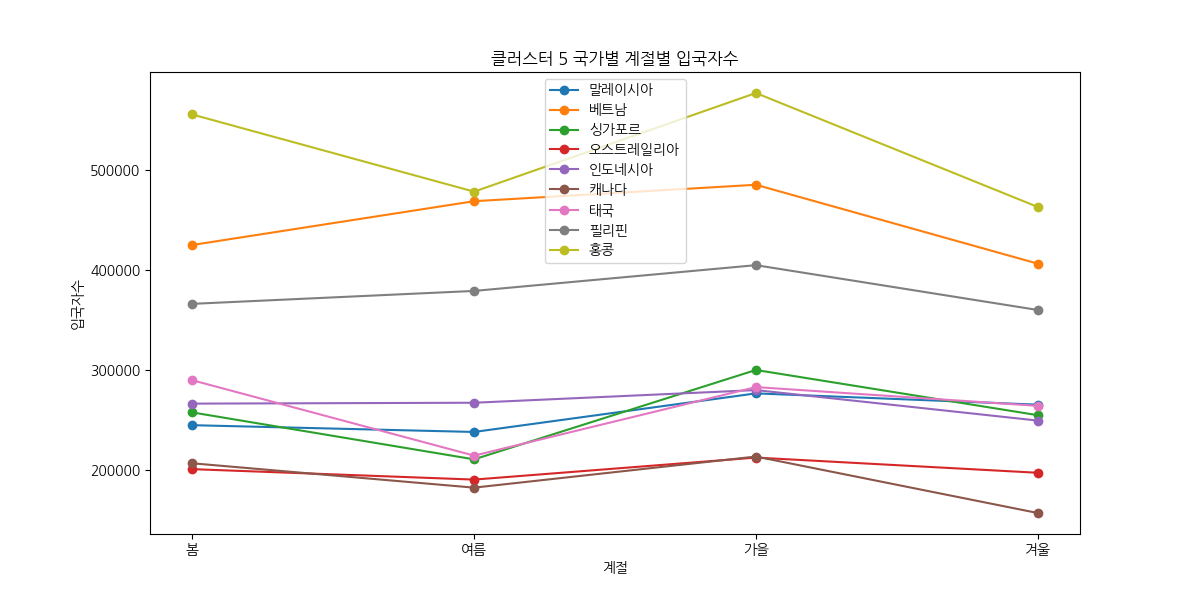 클러스터 5 국가별 계절별 입국자수
말레이시아
베트남
싱가포르
오스트레일리아
인도네시아
캐나다
태국
필리핀
홍콩
500000
400000
300000
200000
입국자수
봄 여름 가을 겨울
계절